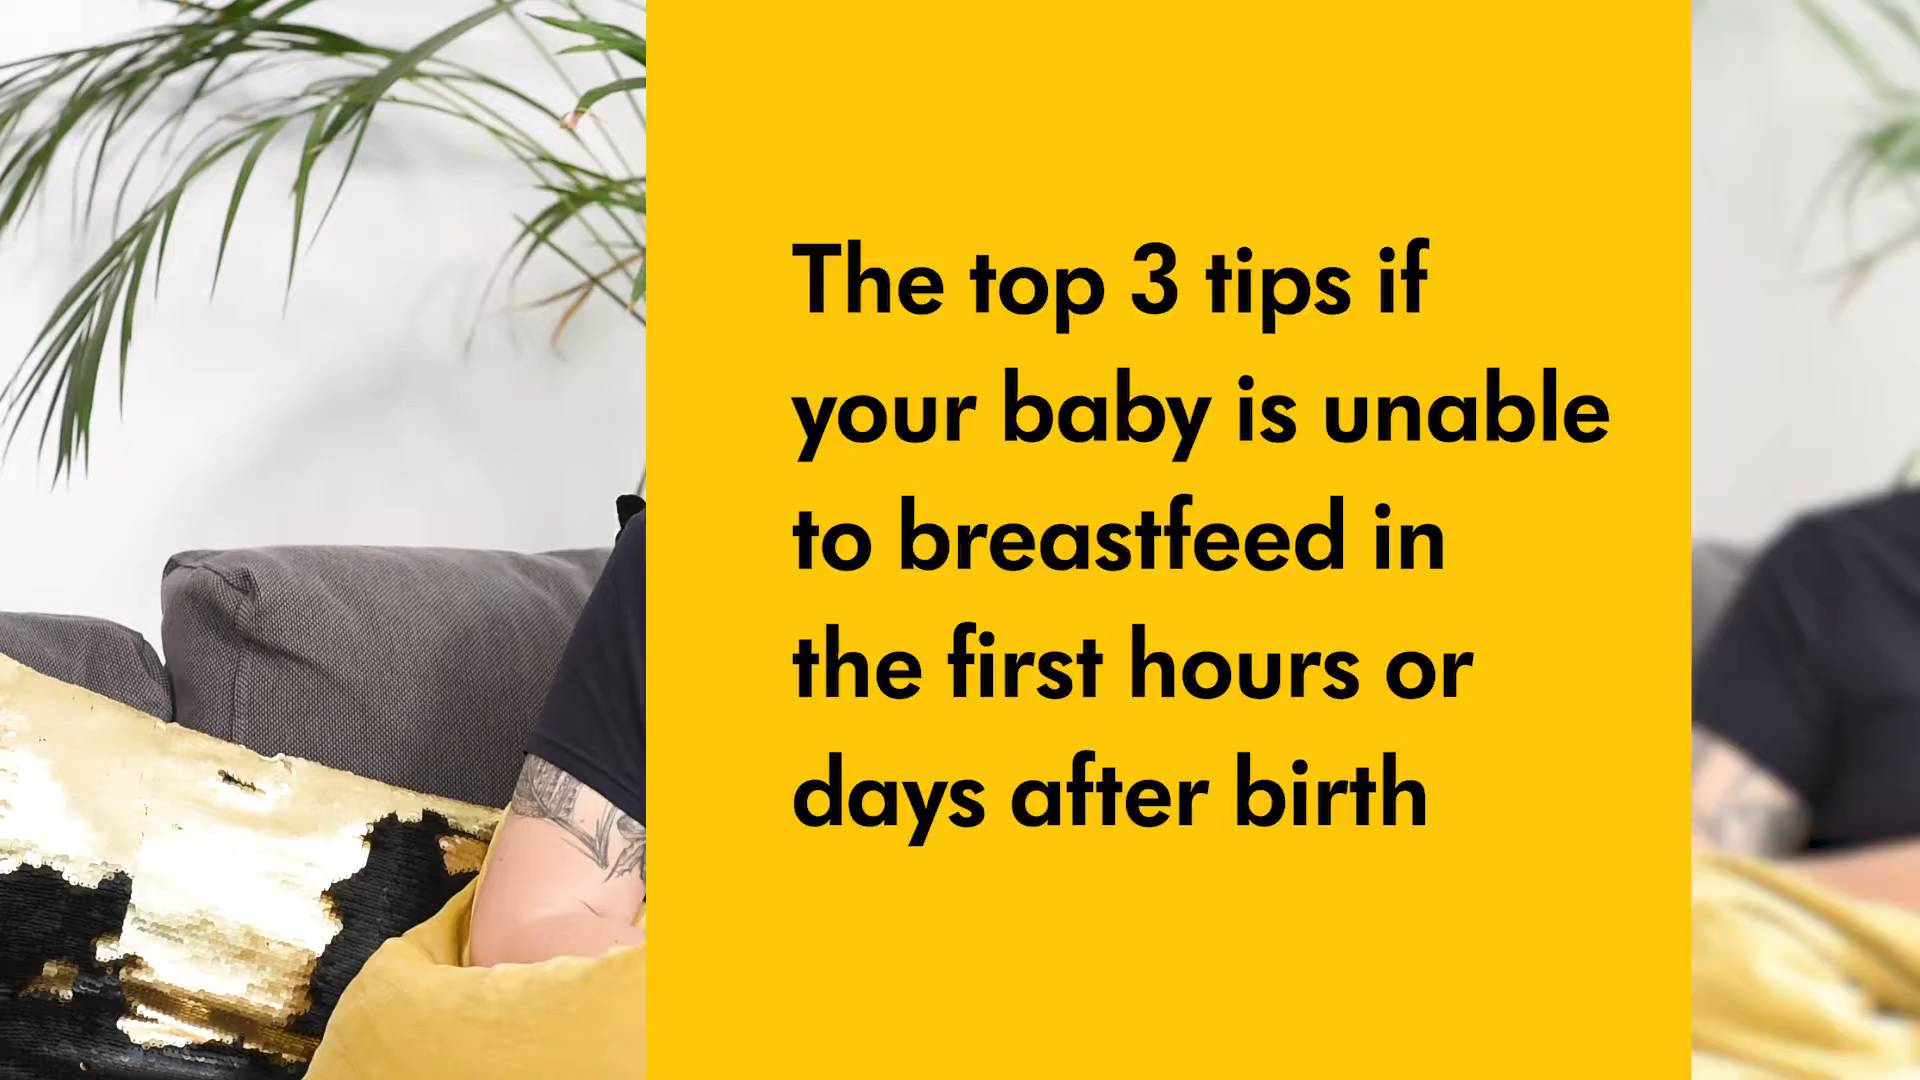 The top 3 tips if
your baby is unable
to breastfeed in
the first hours or
days after birth